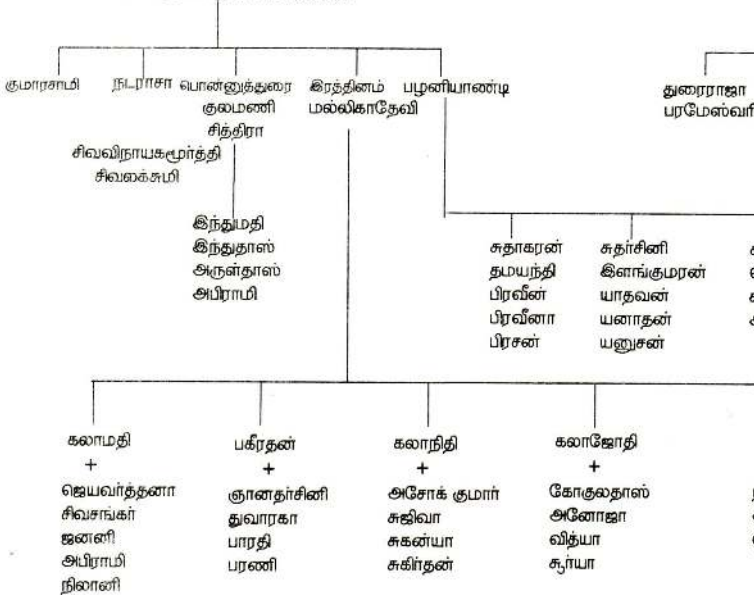 குமாரசாமி நடராசா பொன்னுத்துரை இரத்தினம் பழனியாண்டி துரைராஜா
குலமணி மல்லிகாதேவி பரமேஸ்வரி
சித்திரா
சிவவிநாயகமூர்த்தி
சிவலக்சுமி
இந்துமதி
இந்துதாஸ்
அருள்தாஸ்
அபிராமி
சுதாகரன் சுதர்சினி
தமயந்தி இளங்குமரன்
பிரவீன் யாதவன்
பிரவீனா யனாதன்
பிரசன் யனுசன்
கலாமதி பகீரதன் கலாநிதி கலாஜோதி
+ + + +
ஜெயவர்த்தனா ஞானதர்சினி அசோக் குமார் கோகுலதாஸ்
சிவசங்கர் துவாரகா சுஜிவா அனோஜா
ஜனனி பாரதி சுகன்யா வித்யா
அபிராமி பரணி சுகிர்தன் சூர்யா
நிலானி